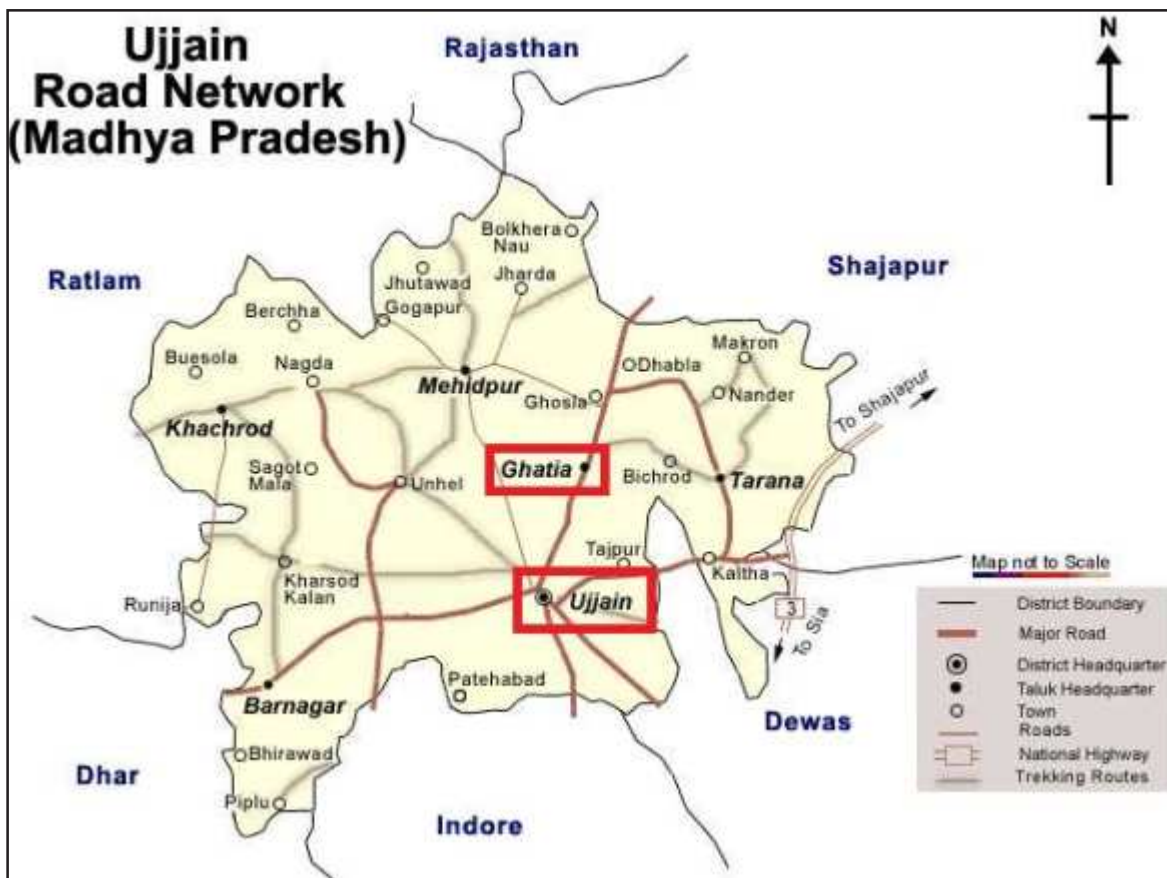 Ujjain
Road Network
(Madhya Pradesh)
Rajasthan
N
Ratlam
Shajapur
Bolkhera
Nau
Jharda
Jhutawad
Gogapur
Berchha
Buesola
Nagda
Mehidpur
Makron
Dhabla
Nander
Ghosla
To Shajapur
Khachrod
Sagot
Mala
Unhel
Ghatia
Bichrod
Tarana
Tajpur
Kaltha
Kharsod
Kalan
Runija
Ujjain
3
To Sia
Patehabad
Barnagar
Bhirawad
Piplu
Dhar
Indore
Dewas
Map not to Scale
District Boundary
Major Road
District Headquarter
Taluk Headquarter
Town
Roads
National Highway
Trekking Routes